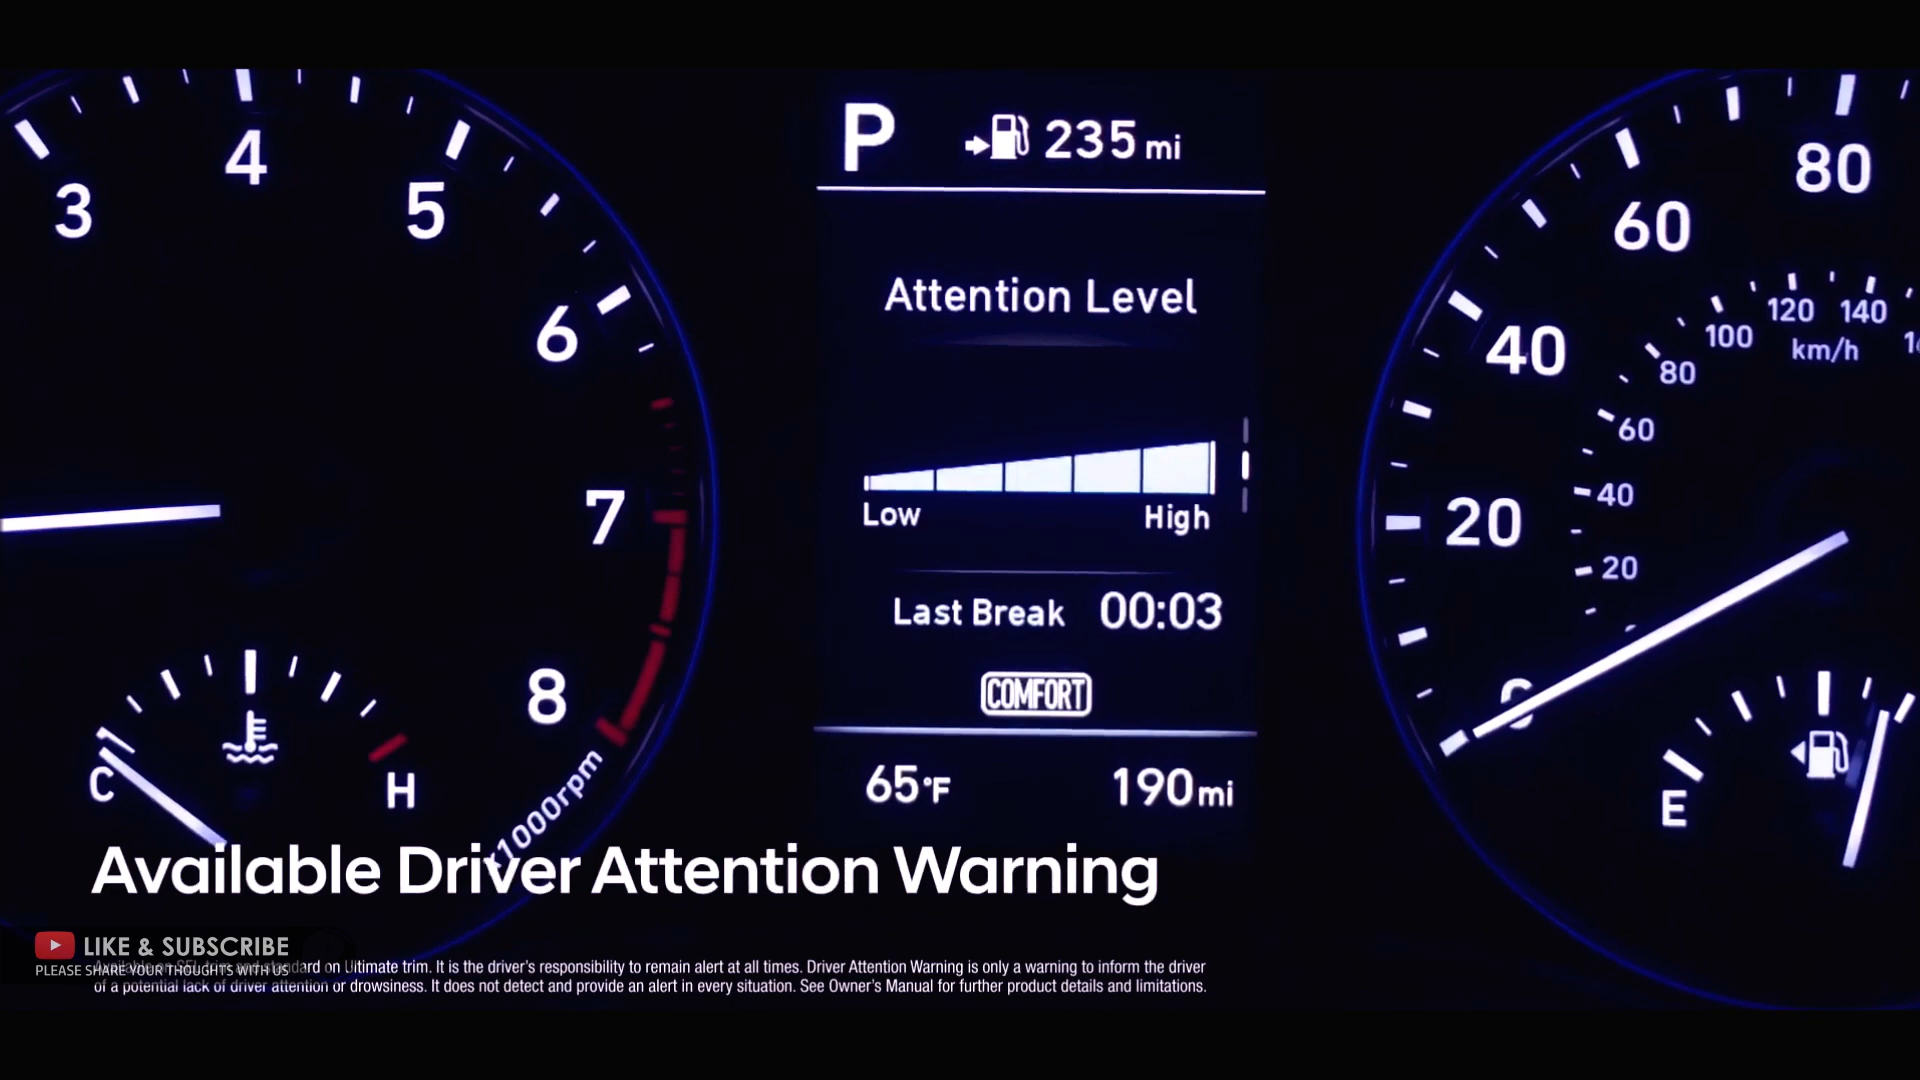 P 235 mi
3 4 5 6 7 8
x1000rpm
C H
Attention Level
Low High
Last Break 00:03
COMFORT
65°F 190 mi
20 40 60 80
20 40 60 80 100 120 140
km/h
E
Available Driver Attention Warning
LIKE & SUBSCRIBE
PLEASE SHARE YOUR THOUGHTS WITH US
on Ultimate trim. It is the driver's responsibility to remain alert at all times. Driver Attention Warning is only a warning to inform the driver
of a potential lack of driver attention or drowsiness. It does not detect and provide an alert in every situation. See Owner's Manual for further product details and limitations.